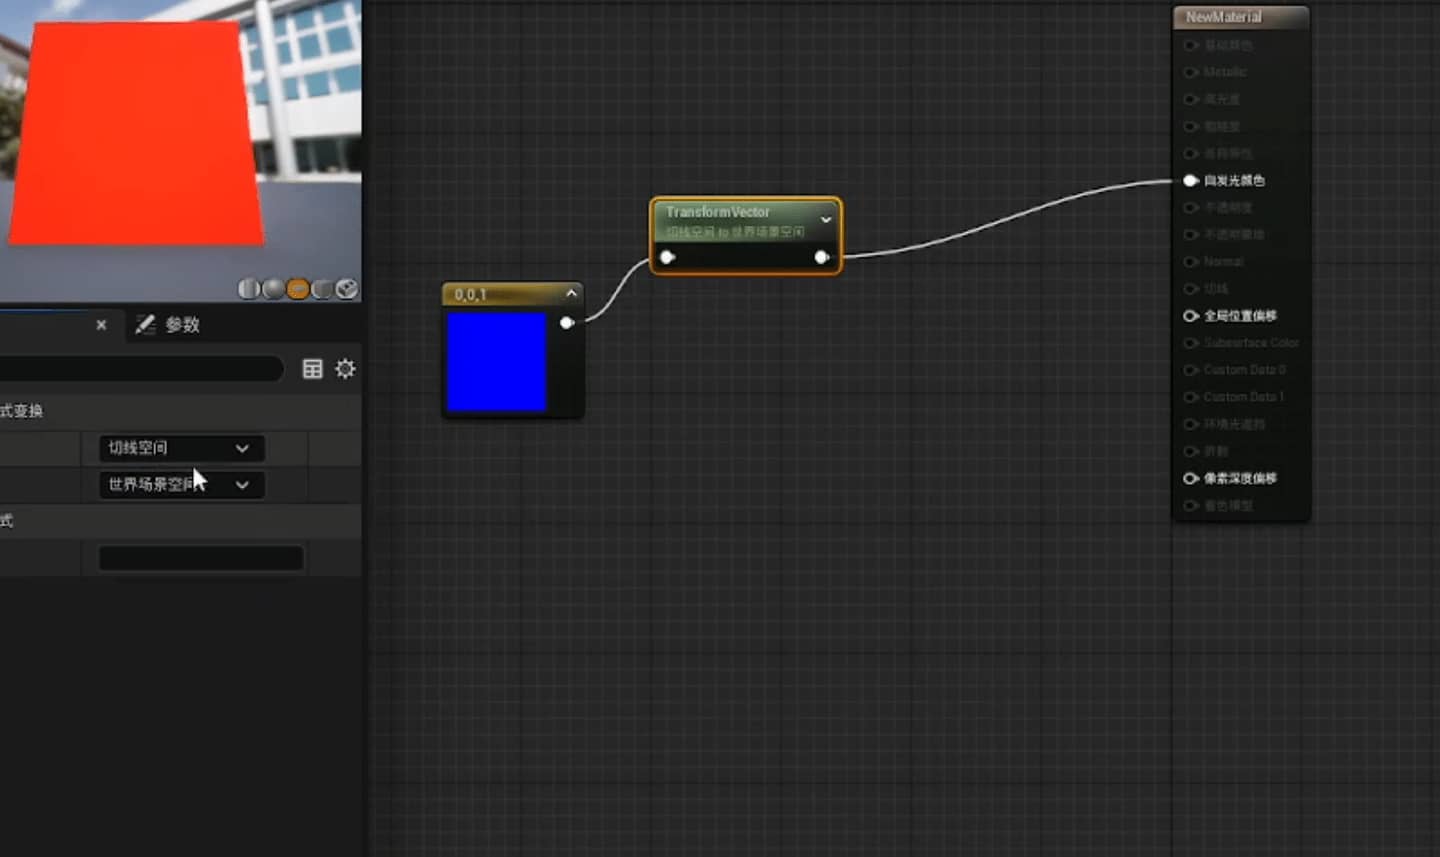 NewMaterial
基础颜色
Metallic
高光度
粗糙度
各向异性
自发光颜色
不透明度
不透明蒙版
Normal
切线
全局位置偏移
Subsurface Color
Custom Data 0
Custom Data 1
环境光遮挡
折射
像素深度偏移
着色模型
TransformVector
切线空间 to 世界场景空间
0,0,1
参数
式变换
切线空间
世界场景空间
式